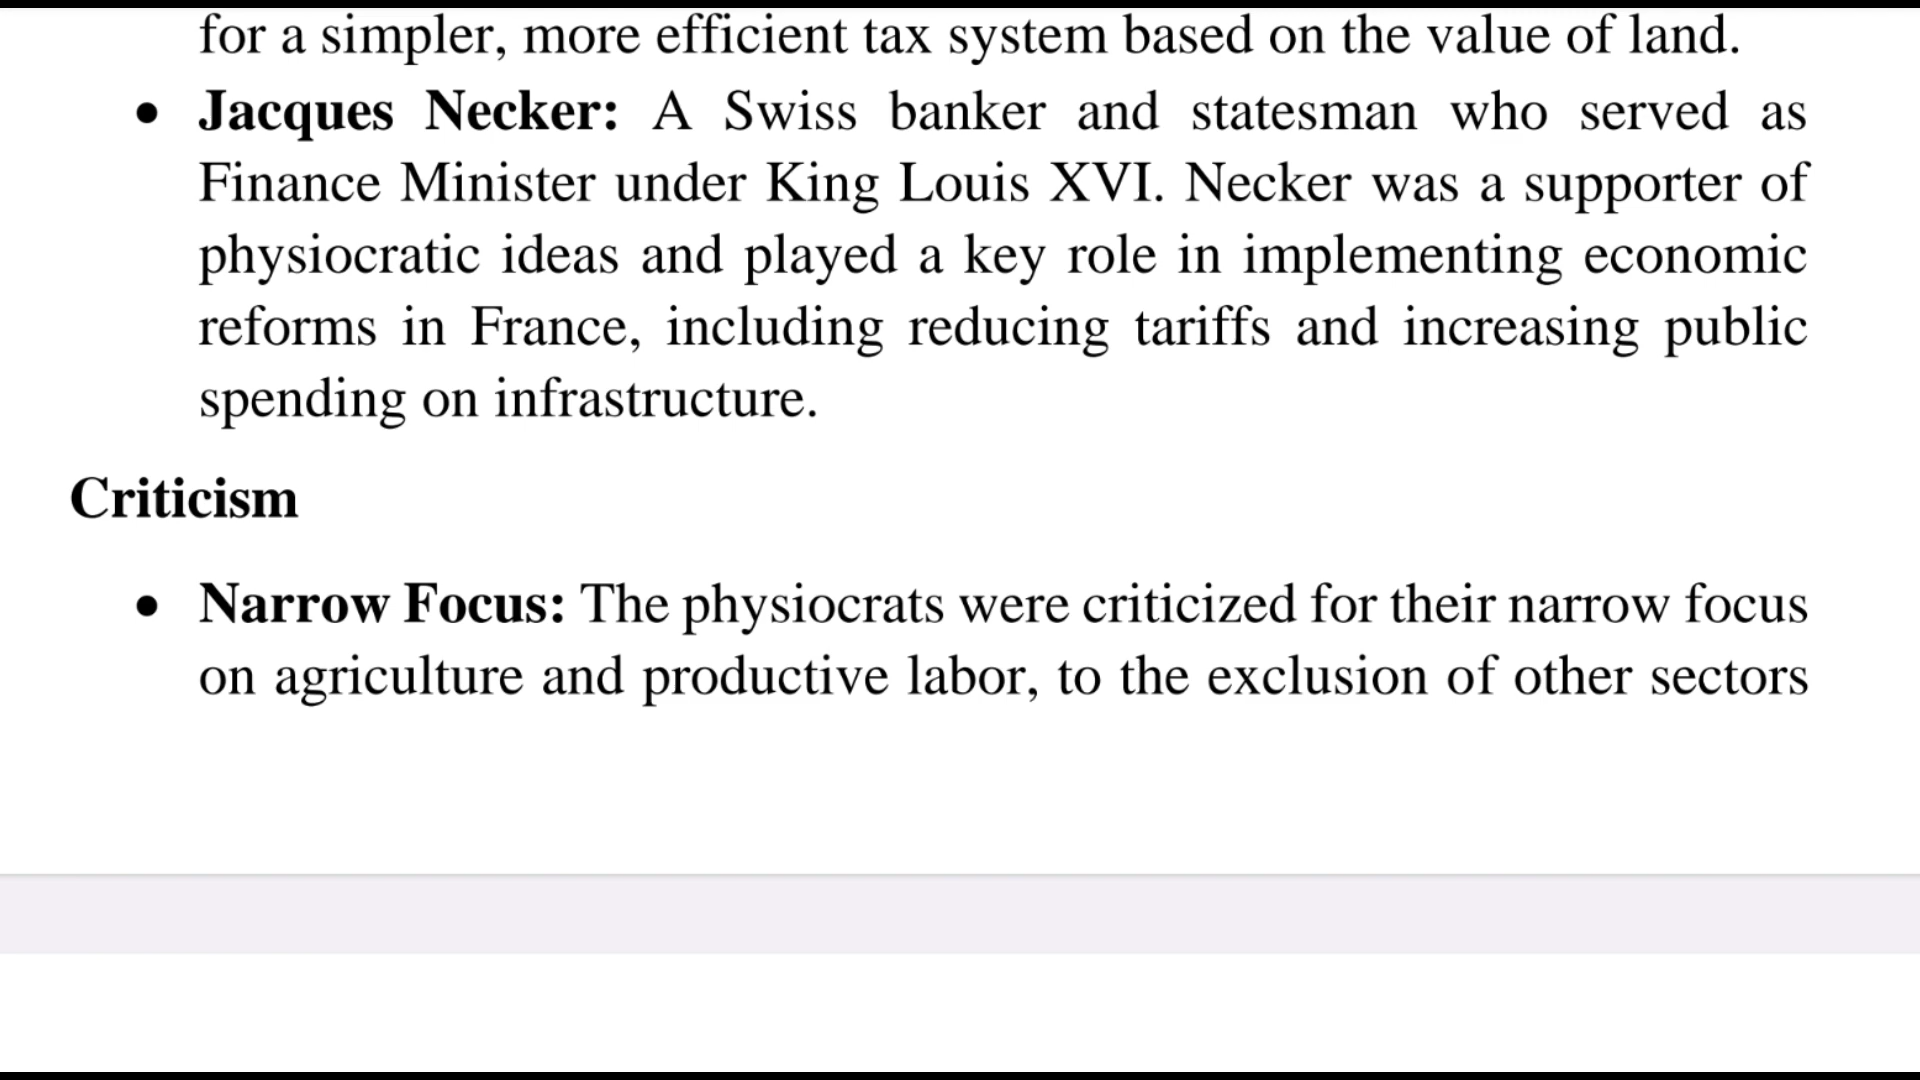 for a simpler, more efficient tax system based on the value of land.
• Jacques Necker: A Swiss banker and statesman who served as
Finance Minister under King Louis XVI. Necker was a supporter of
physiocratic ideas and played a key role in implementing economic
reforms in France, including reducing tariffs and increasing public
spending on infrastructure.
Criticism
• Narrow Focus: The physiocrats were criticized for their narrow focus
on agriculture and productive labor, to the exclusion of other sectors